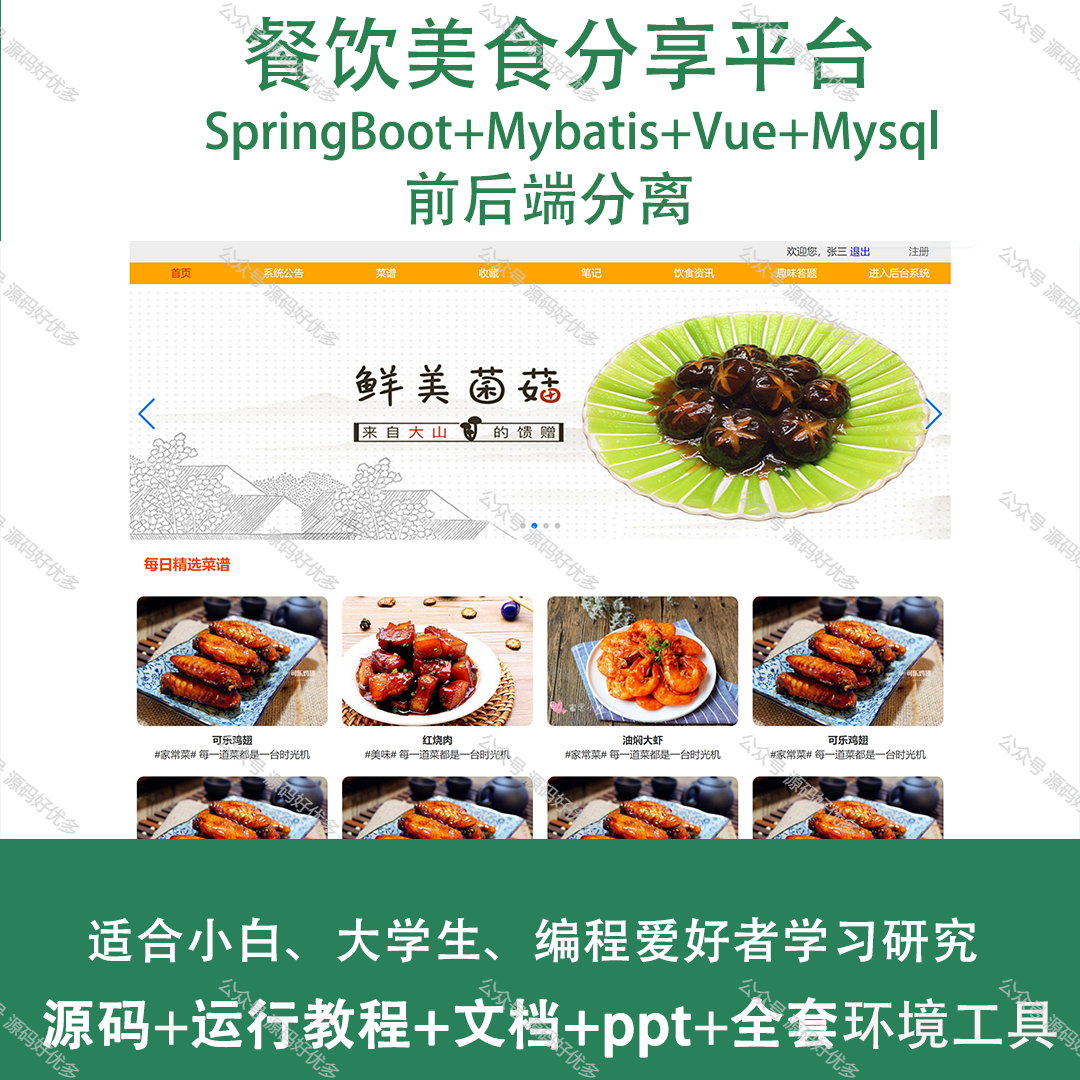 餐饮美食分享平台
SpringBoot+Mybatis+Vue+Mysql
前后端分离
欢迎您，张三 退出 注册
首页 系统公告 菜谱 收藏 笔记 饮食资讯 趣味答题 进入后台系统
鲜美菌菇
来自大山的馈赠
每日精选菜谱
可乐鸡翅 红烧肉 油焖大虾 可乐鸡翅
#家常菜# 每一道菜都是一台时光机 #美味# 每一道菜都是一台时光机 #家常菜# 每一道菜都是一台时光机 #家常菜# 每一道菜都是一台时光机
适合小白、大学生、编程爱好者学习研究
源码+运行教程+文档+ppt+全套环境工具
公众号 源码好优多